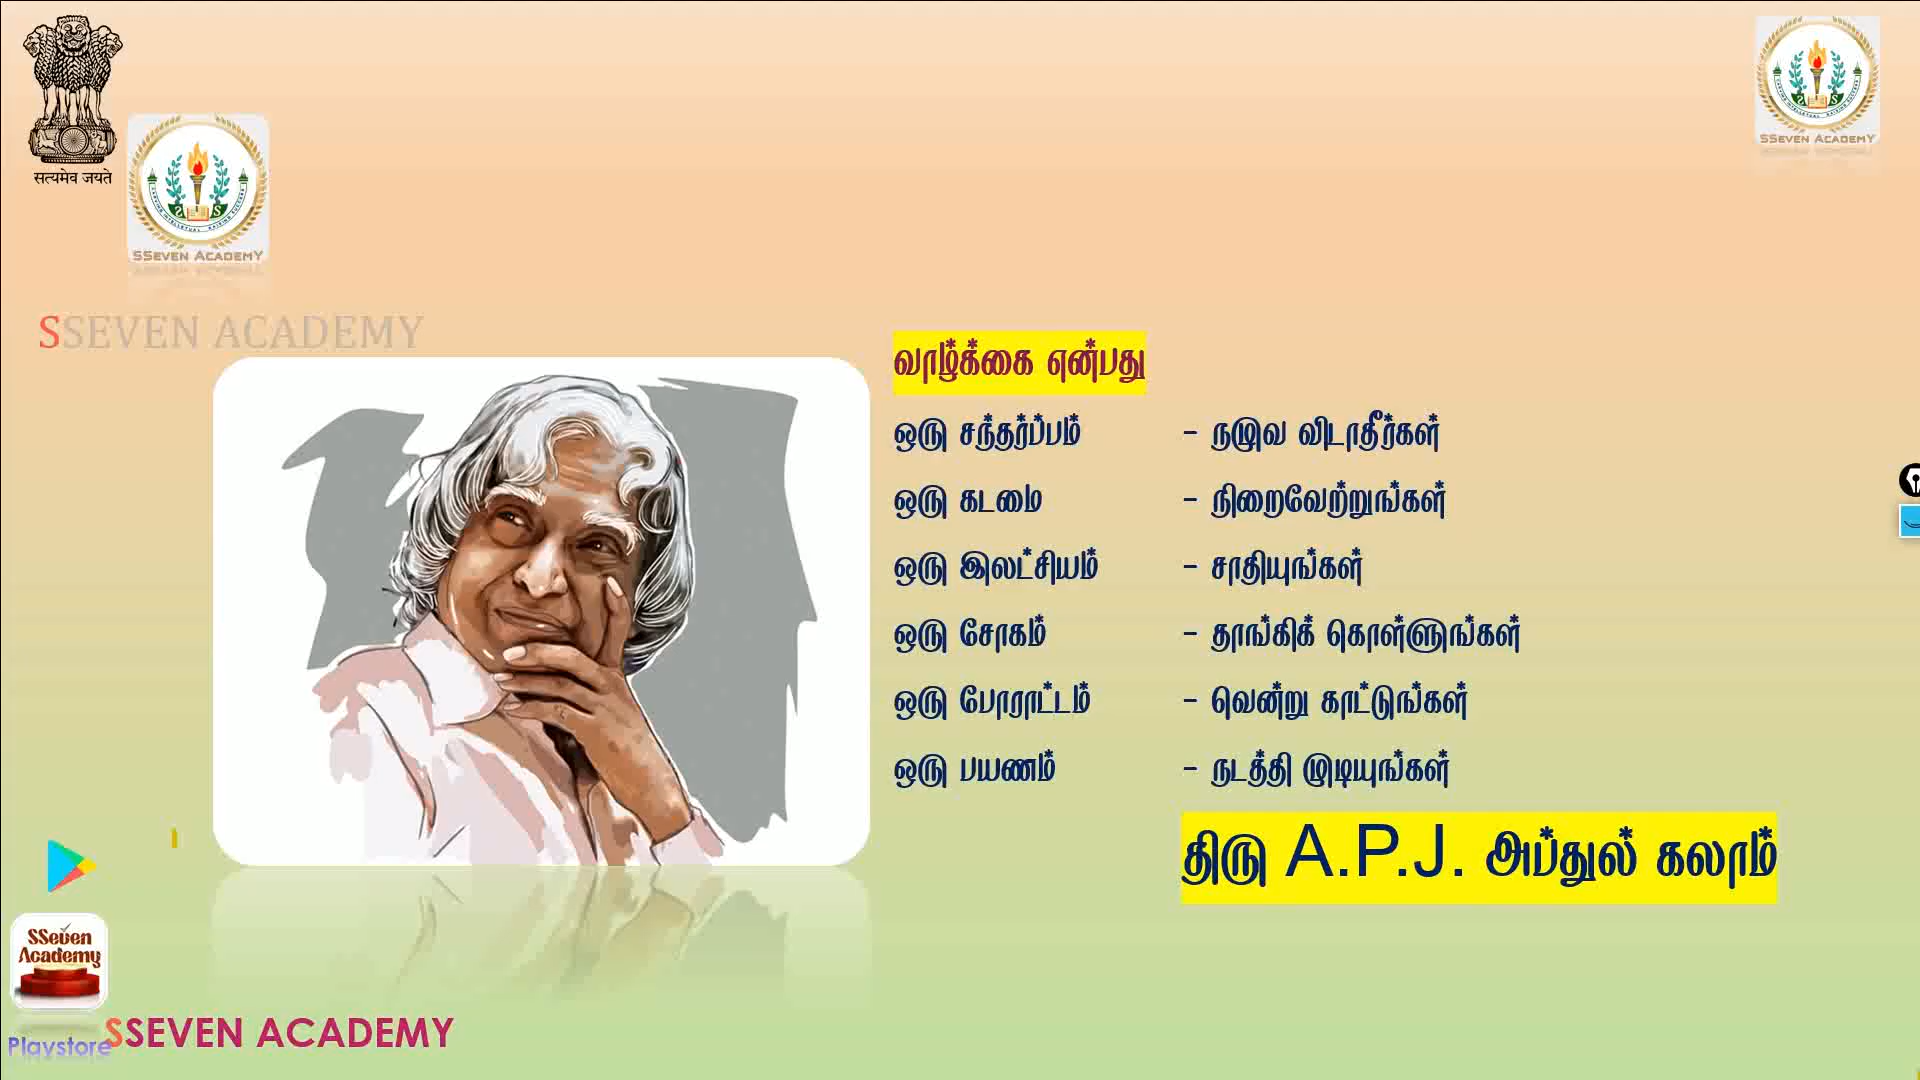 सत्यमेव जयते
SSEVEN ACADEMY
SSEVEN ACADEMY
SSEVEN ACADEMY
வாழ்க்கை என்பது
ஒரு சந்தர்ப்பம் - நழுவ விடாதீர்கள்
ஒரு கடமை - நிறைவேற்றுங்கள்
ஒரு இலட்சியம் - சாதியுங்கள்
ஒரு சோகம் - தாங்கிக் கொள்ளுங்கள்
ஒரு போராட்டம் - வென்று காட்டுங்கள்
ஒரு பயணம் - நடத்தி முடியுங்கள்
திரு A.P.J. அப்துல் கலாம்
SSeven
Academy
Playstore
SSEVEN ACADEMY